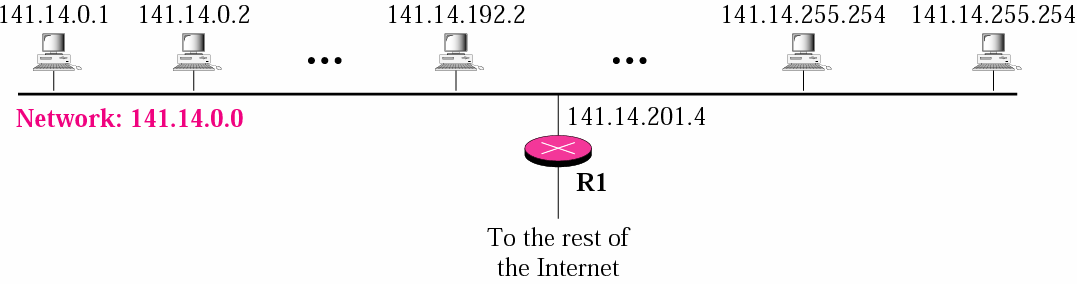 141.14.0.1 141.14.0.2 141.14.192.2 141.14.255.254 141.14.255.254
•••
•••
Network: 141.14.0.0
141.14.201.4
R1
To the rest of
the Internet